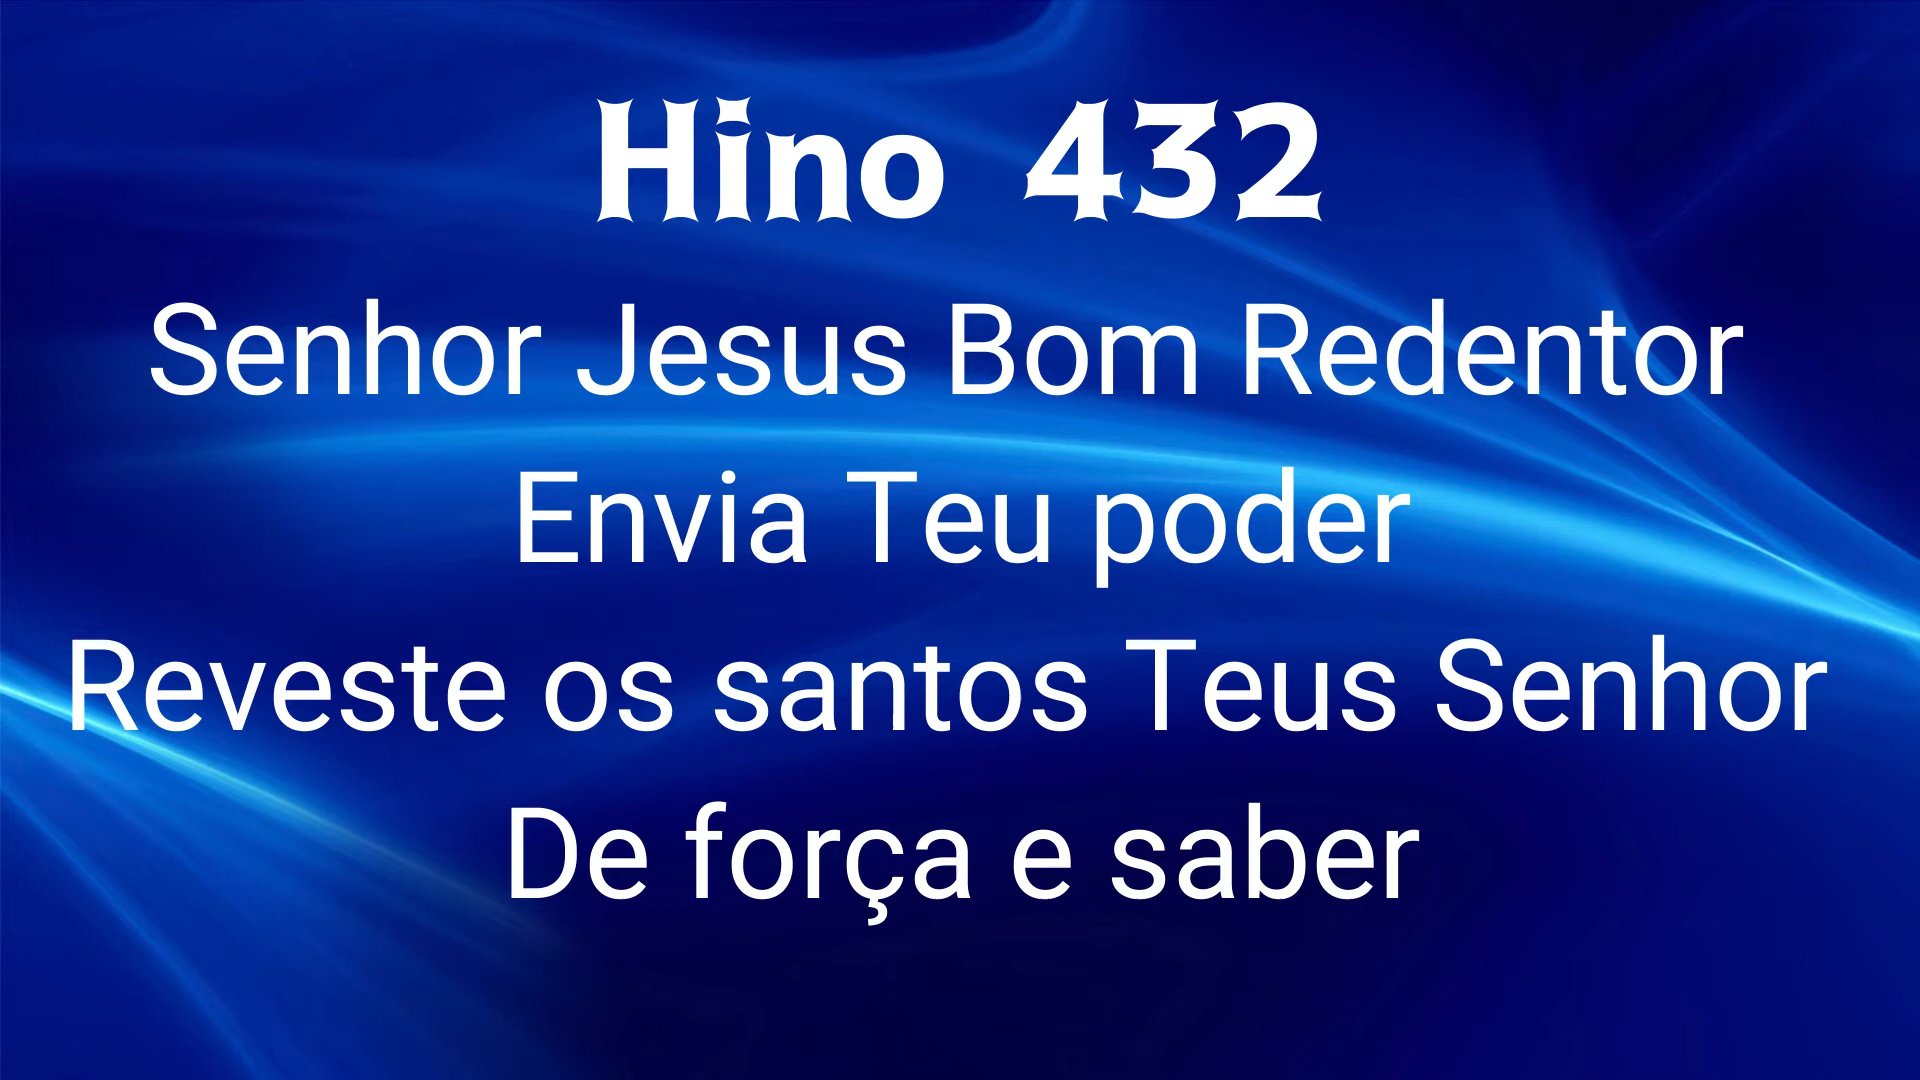 Hino 432
Senhor Jesus Bom Redentor
Envia Teu poder
Reveste os santos Teus Senhor
De força e saber